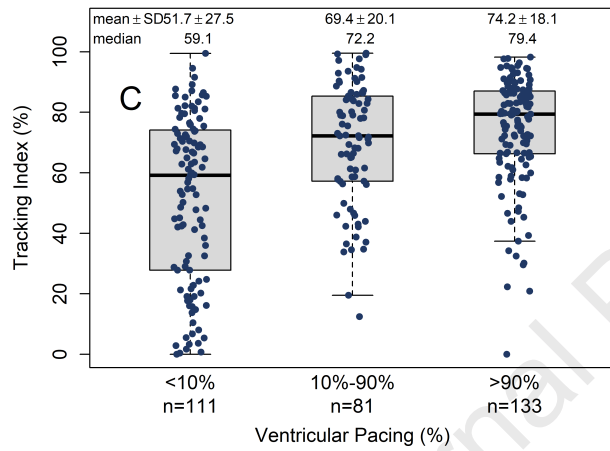 mean ± SD51.7 ± 27.5 69.4 ± 20.1 74.2 ± 18.1
median 59.1 72.2 79.4
C
Tracking Index (%)
100
80
60
40
20
0
<10% 10%-90% >90%
n=111 n=81 n=133
Ventricular Pacing (%)